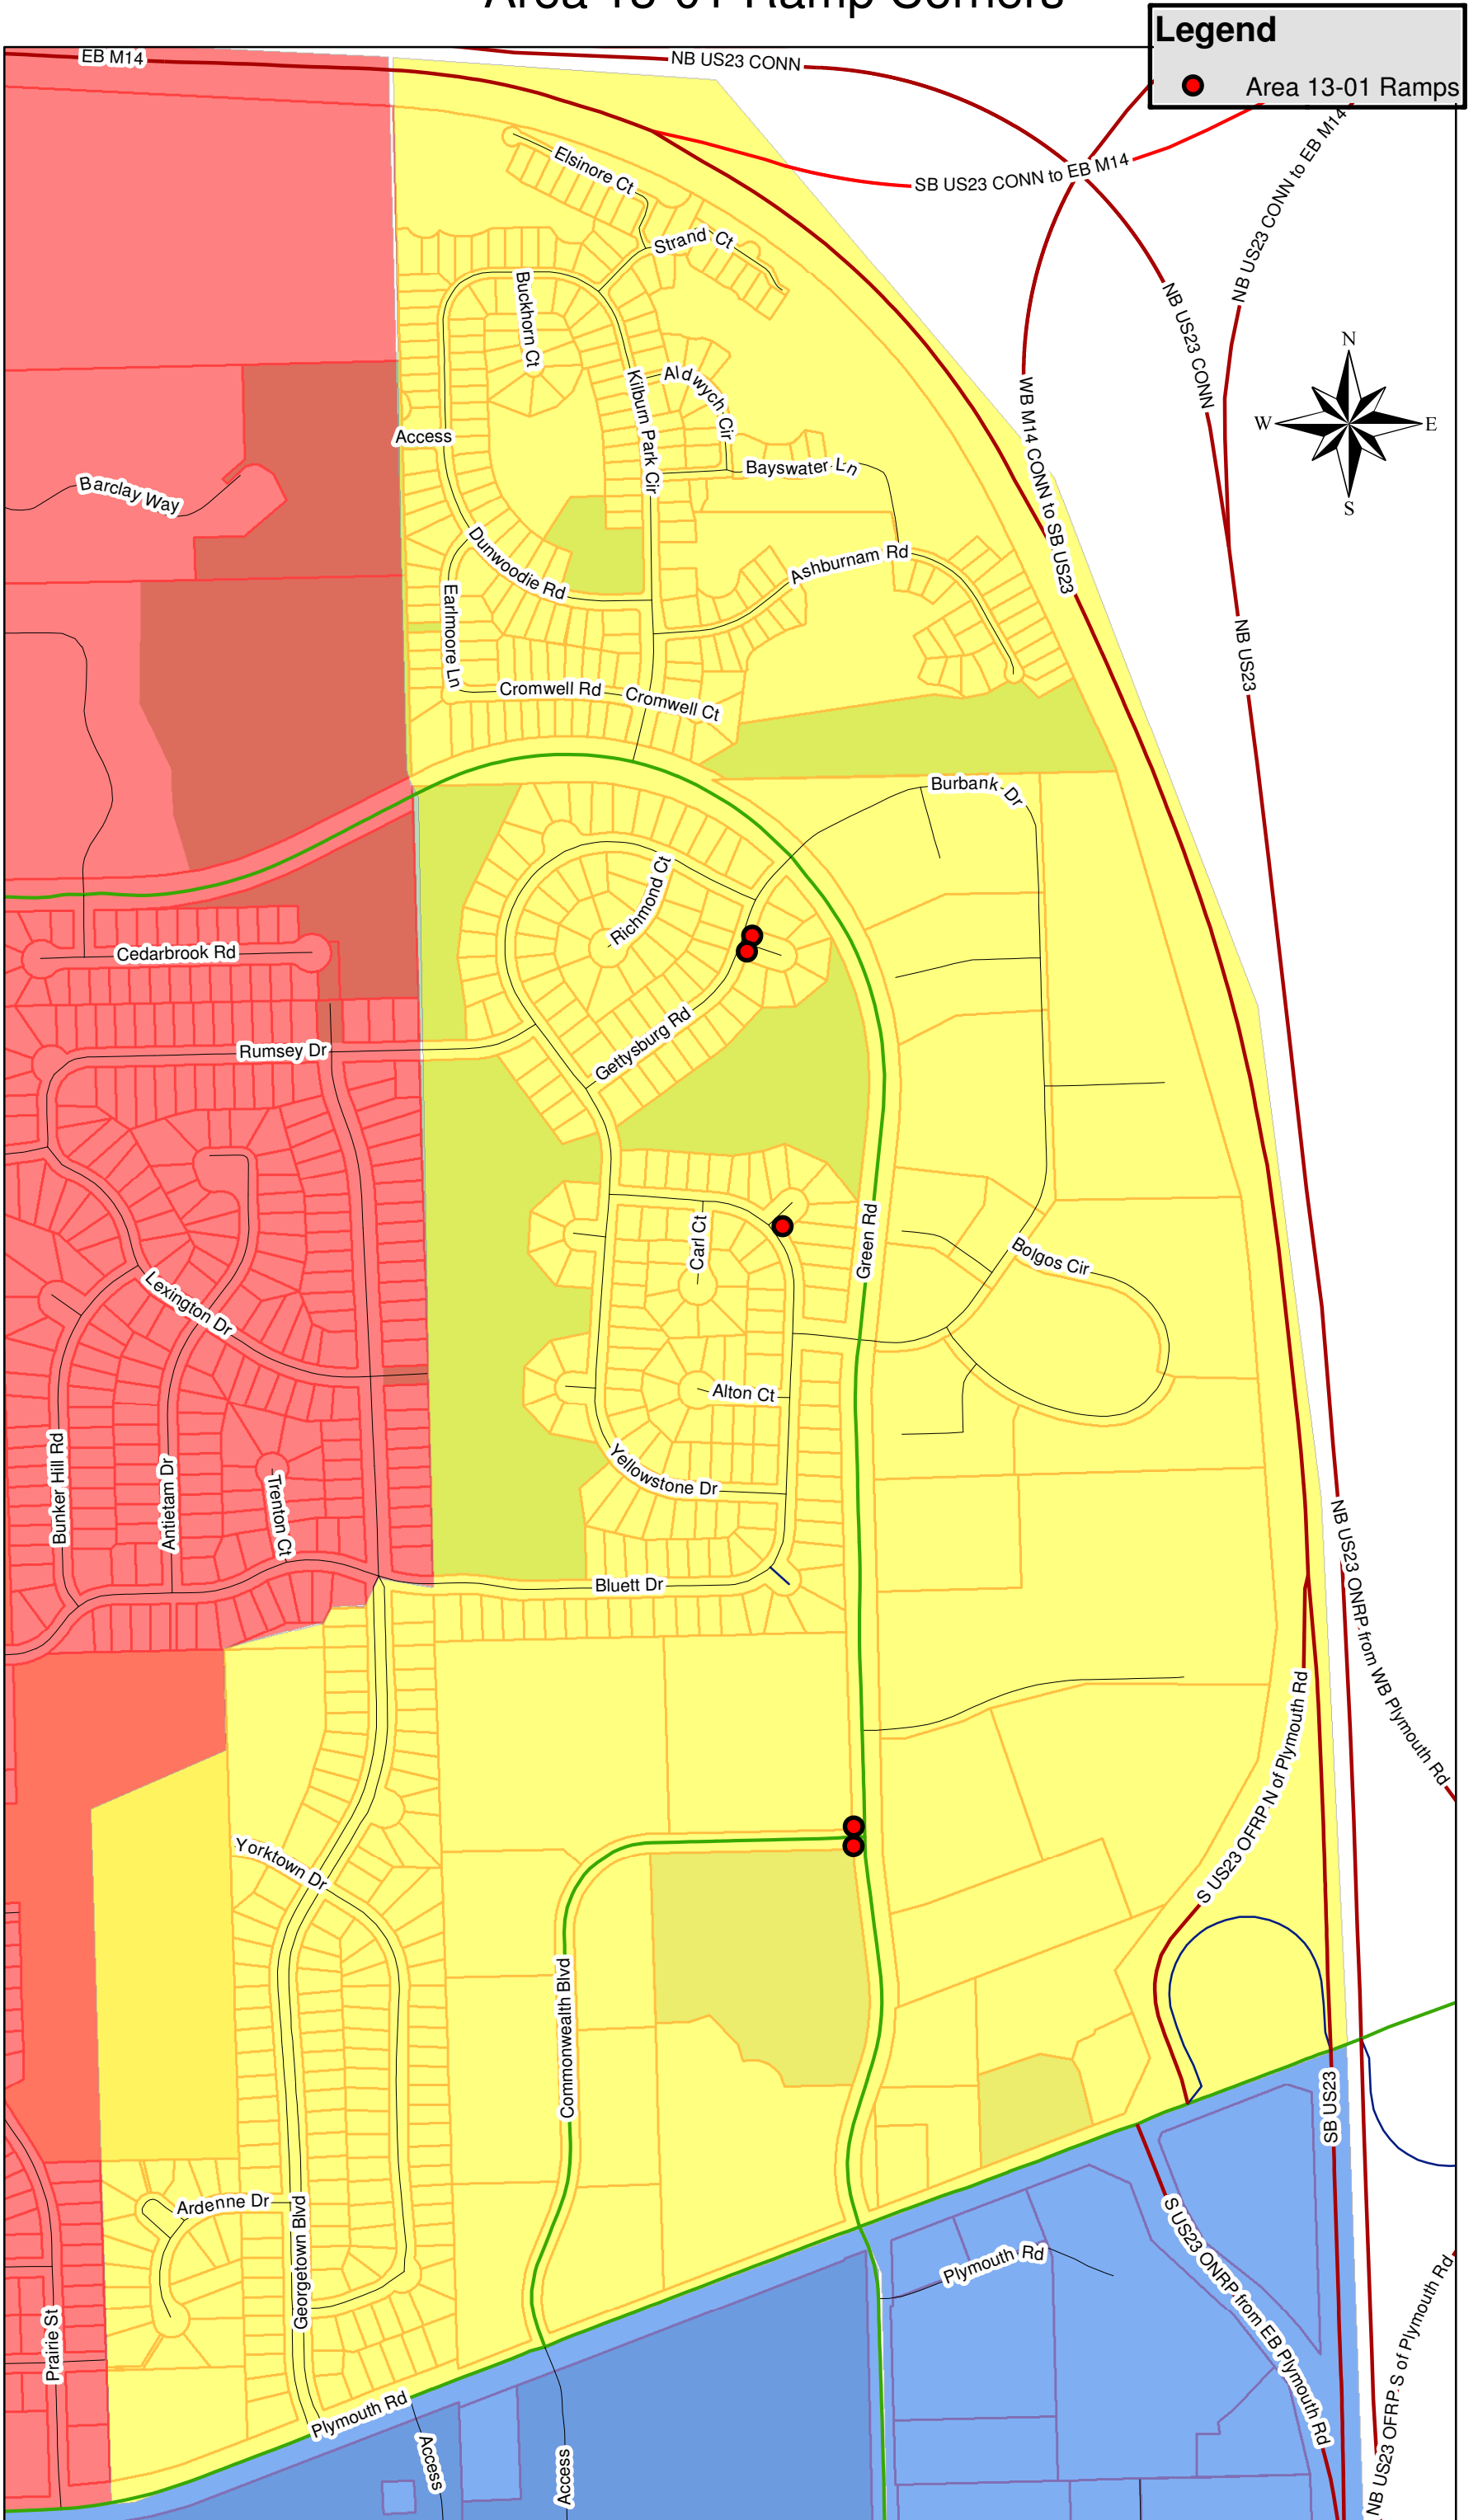 Area 13-01 Ramp Corners
Legend
Area 13-01 Ramps
EB M14
NB US23 CONN
SB US23 CONN to EB M14
NB US23 CONN to EB M14
Elsinore Ct
Strand Ct
Buckhorn Ct
NB US23 CONN
N
W
E
S
Kilburn Park Cir
Aldwych Cir
WB M14 CONN to SB US23
Access
Bayswater Ln
Barclay Way
Dunwoodie Rd
Ashburnam Rd
Earlmoore Ln
NB US23
Cromwell Rd
Cromwell Ct
Burbank Dr
Richmond Ct
Cedarbrook Rd
Gettysburg Rd
Rumsey Dr
Green Rd
Carl Ct
Bolgos Cir
Lexington Dr
Alton Ct
Bunker Hill Rd
Antietam Dr
Trenton Ct
Yellowstone Dr
NB US23 ONRP from WB Plymouth Rd
Bluett Dr
S US23 OFRP N of Plymouth Rd
Yorktown Dr
Commonwealth Blvd
SB US23
Ardenne Dr
Georgetown Blvd
S US23 ONRP from EB Plymouth Rd
Plymouth Rd
NB US23 OFRP S of Plymouth Rd
Prairie St
Plymouth Rd
Access
Access